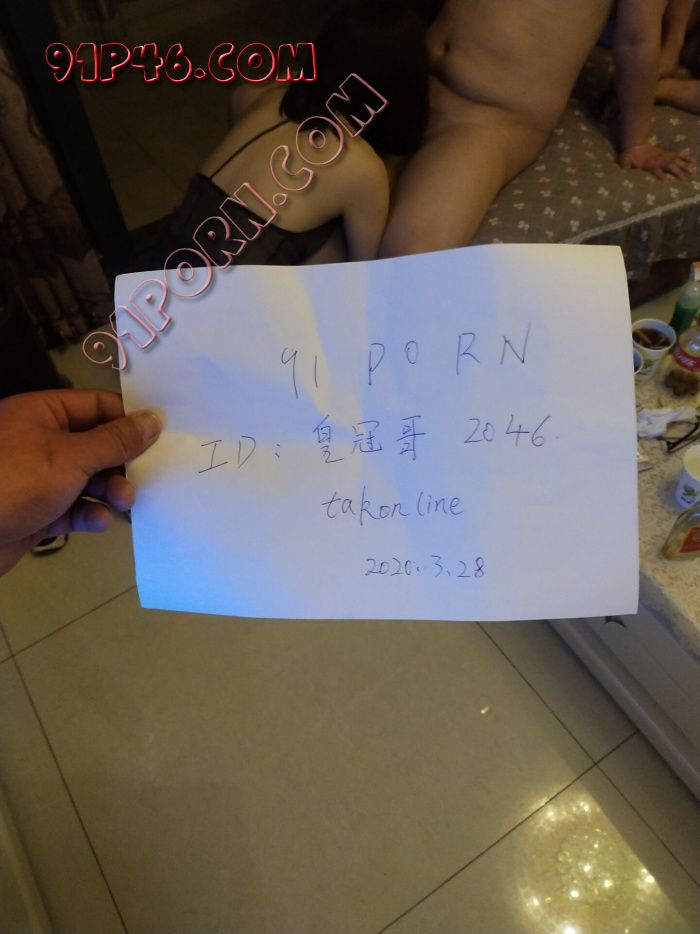 91P46.COM
91PORN.COM
91 PORN
ID: 皇冠哥 2046
takonline
2020.3.28